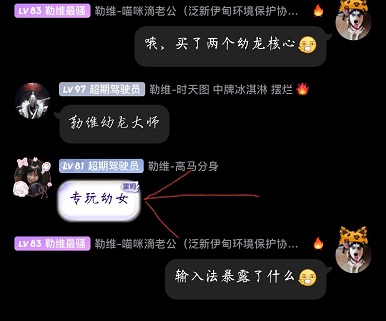 LV 83 勒维最骚 勒维-喵咪滴老公（泛新伊甸环境保护协...
哦，买了两个幼龙核心
LV 97 超期驾驶员 勒维-时天图 中牌冰淇淋 摆烂
勒维幼龙大师
LV 81 超期驾驶员 勒维-高马分身
专玩幼女
LV 83 勒维最骚 勒维-喵咪滴老公（泛新伊甸环境保护协...
输入法暴露了什么